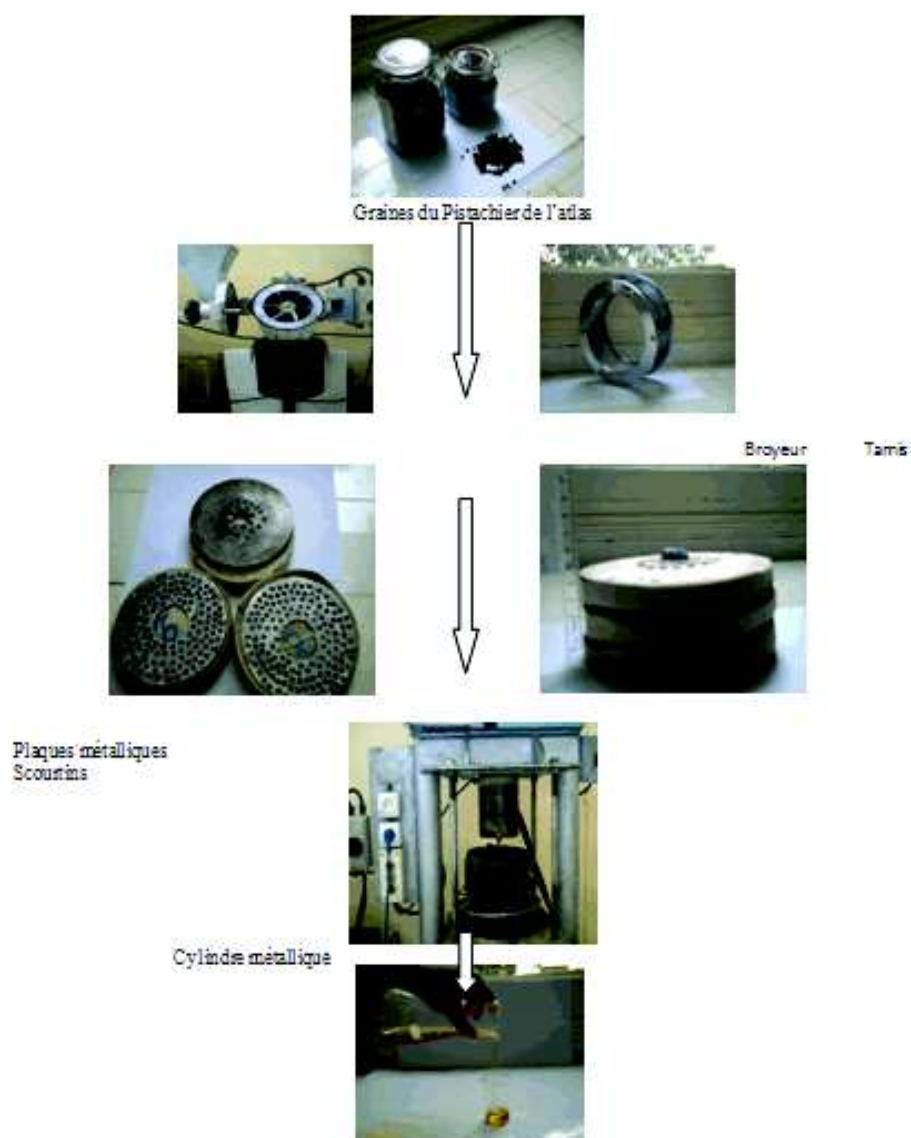 Graines du Pistachier de l'atlas
Broyeur Tamis
Plaques métalliques
Scourtins
Cylindre métallique